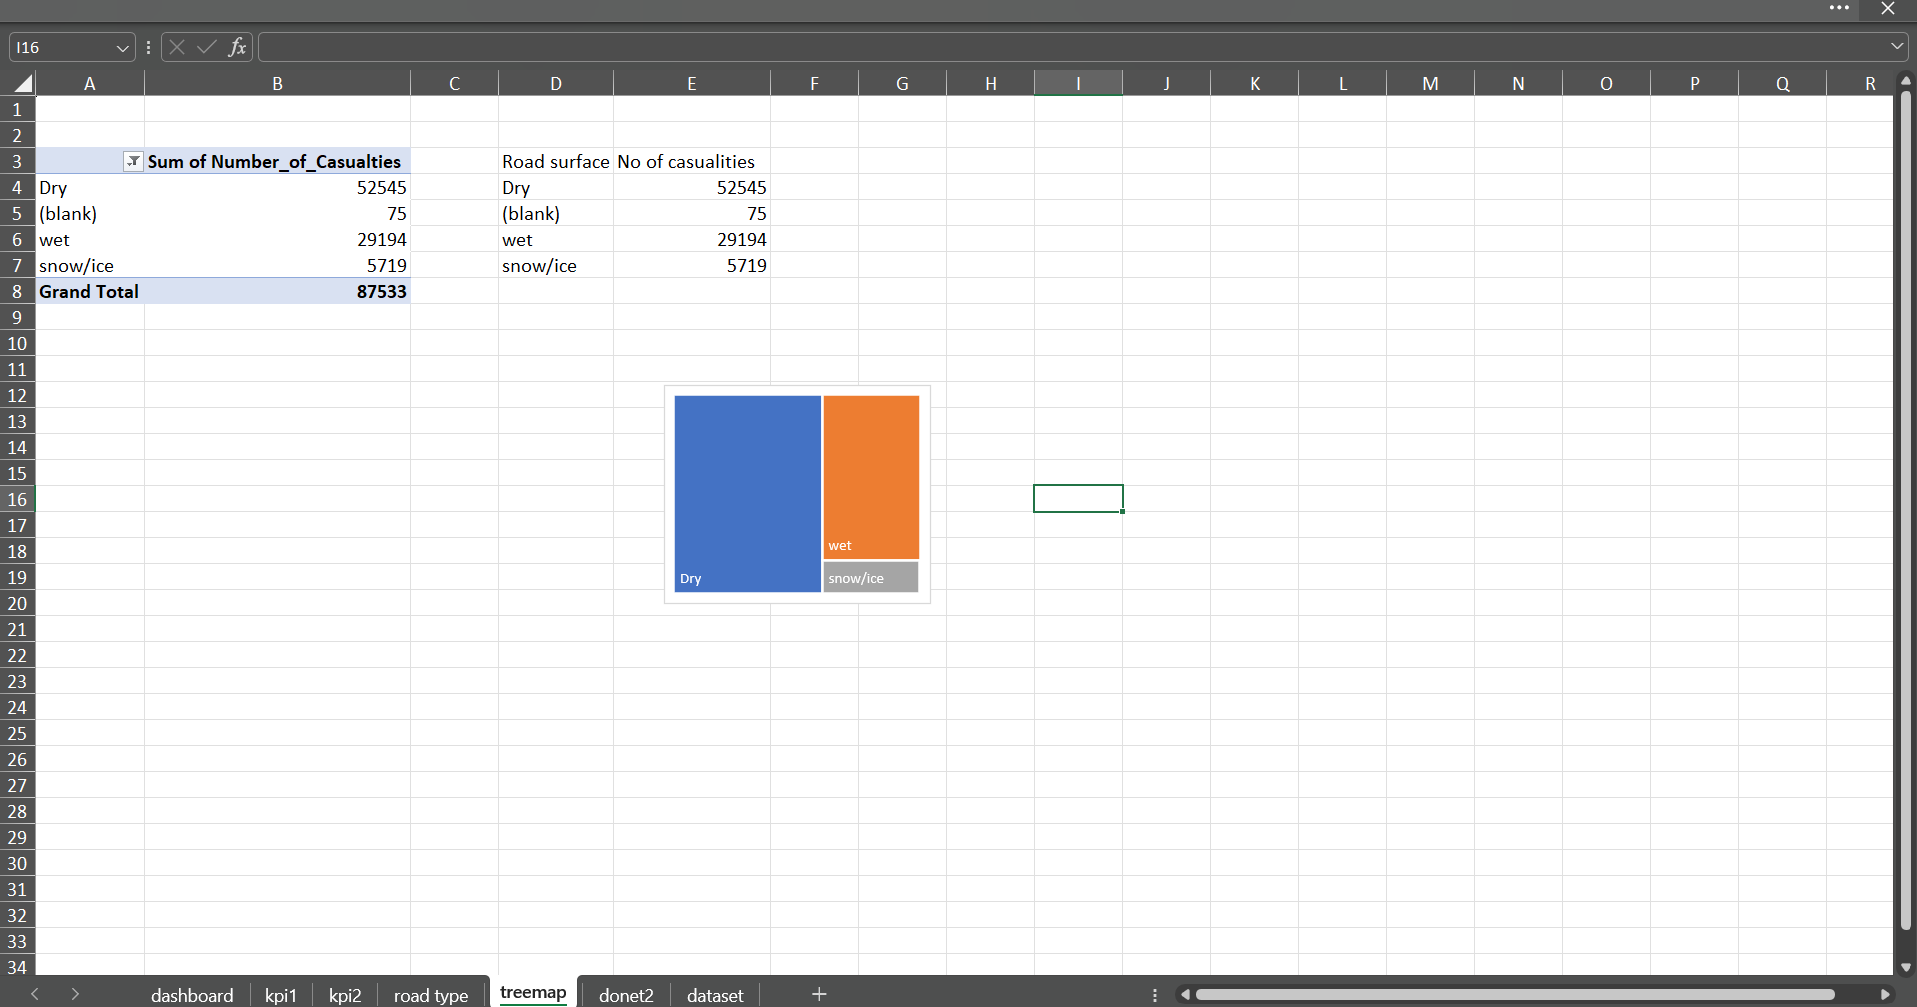 I16
fx
A B C D E F G H I J K L M N O P Q R
1
2
3 Sum of Number_of_Casualties Road surface No of casualities
4 Dry 52545 Dry 52545
5 (blank) 75 (blank) 75
6 wet 29194 wet 29194
7 snow/ice 5719 snow/ice 5719
8 Grand Total 87533
9
10
11
12
13
14
15
16
17
18 wet
19 Dry snow/ice
20
21
22
23
24
25
26
27
28
29
30
31
32
33
34
dashboard kpi1 kpi2 road type treemap donet2 dataset